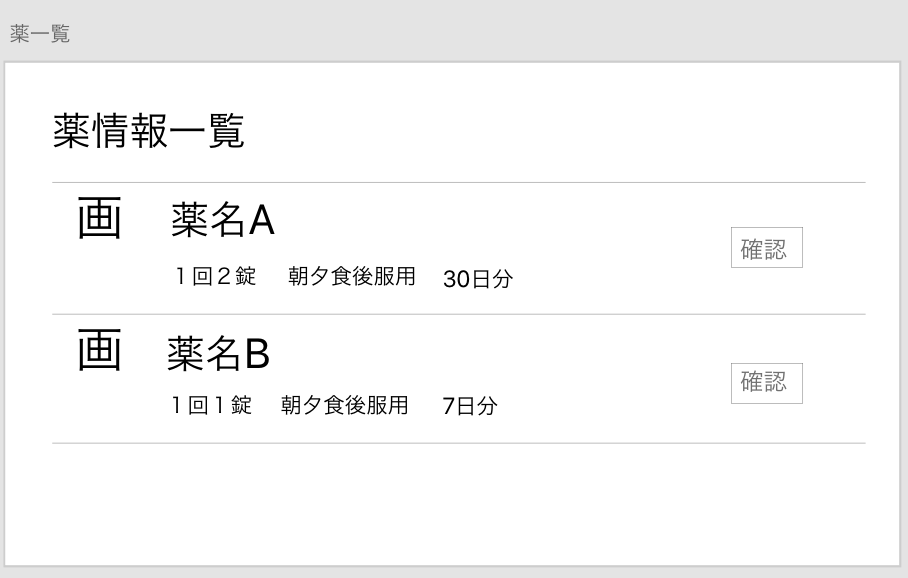 薬一覧
薬情報一覧
画 薬名A
確認
１回２錠 朝夕食後服用 30日分
画 薬名B
確認
１回１錠 朝夕食後服用 7日分